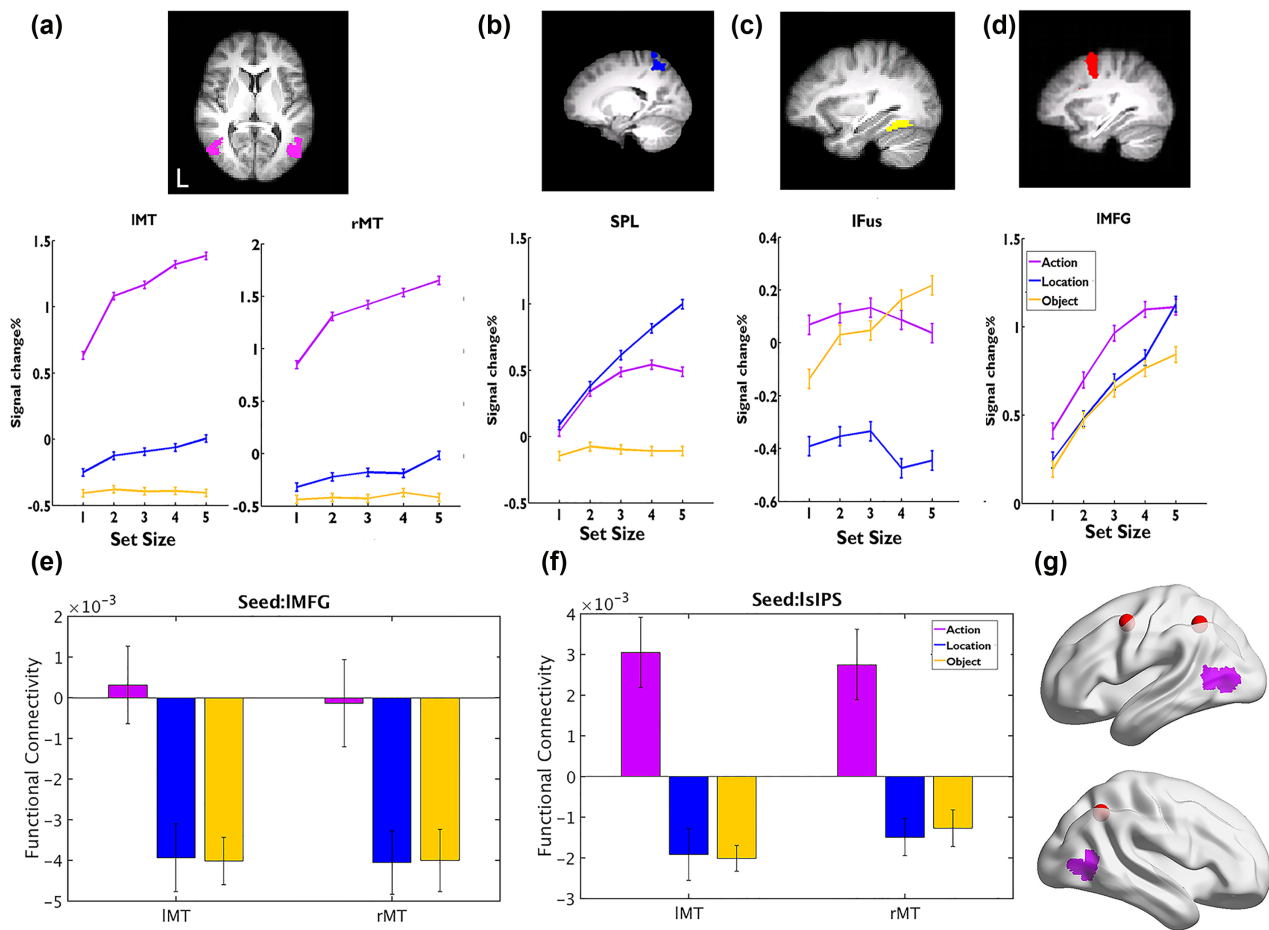 (a)
(b)
(c)
(d)
L
lMT
rMT
SPL
lFus
lMFG
Signal change%
1.5
1
0.5
0
-0.5
1 2 3 4 5
Set Size
2
1.5
1
0.5
0
-0.5
1 2 3 4 5
Set Size
Signal change%
1.5
1
0.5
0
-0.5
1 2 3 4 5
Set Size
Signal change%
0.4
0.2
0
-0.2
-0.4
-0.6
1 2 3 4 5
Set Size
Signal change%
1.5
1
0.5
0
Action
Location
Object
1 2 3 4 5
Set Size
(e)
(f)
(g)
×10⁻³
Seed:lMFG
Functional Connectivity
2
1
0
-1
-2
-3
-4
-5
lMT
rMT
×10⁻³
Seed:lsIPS
Functional Connectivity
4
3
2
1
0
-1
-2
-3
Action
Location
Object
lMT
rMT